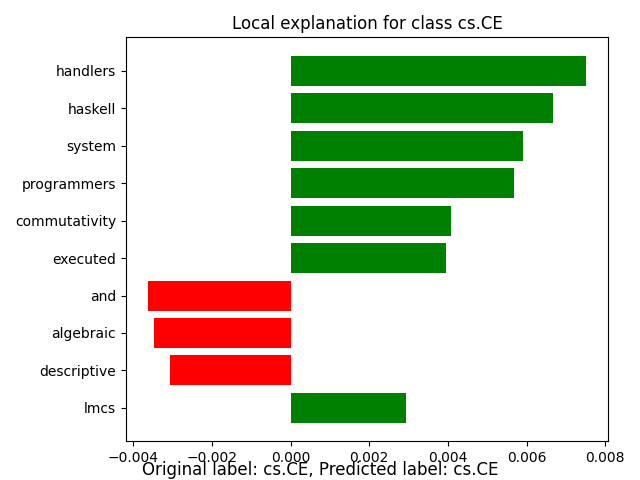 Local explanation for class cs.CE
handlers
haskell
system
programmers
commutativity
executed
and
algebraic
descriptive
lmcs
−0.004 −0.002 0.000 0.002 0.004 0.006 0.008
Original label: cs.CE, Predicted label: cs.CE